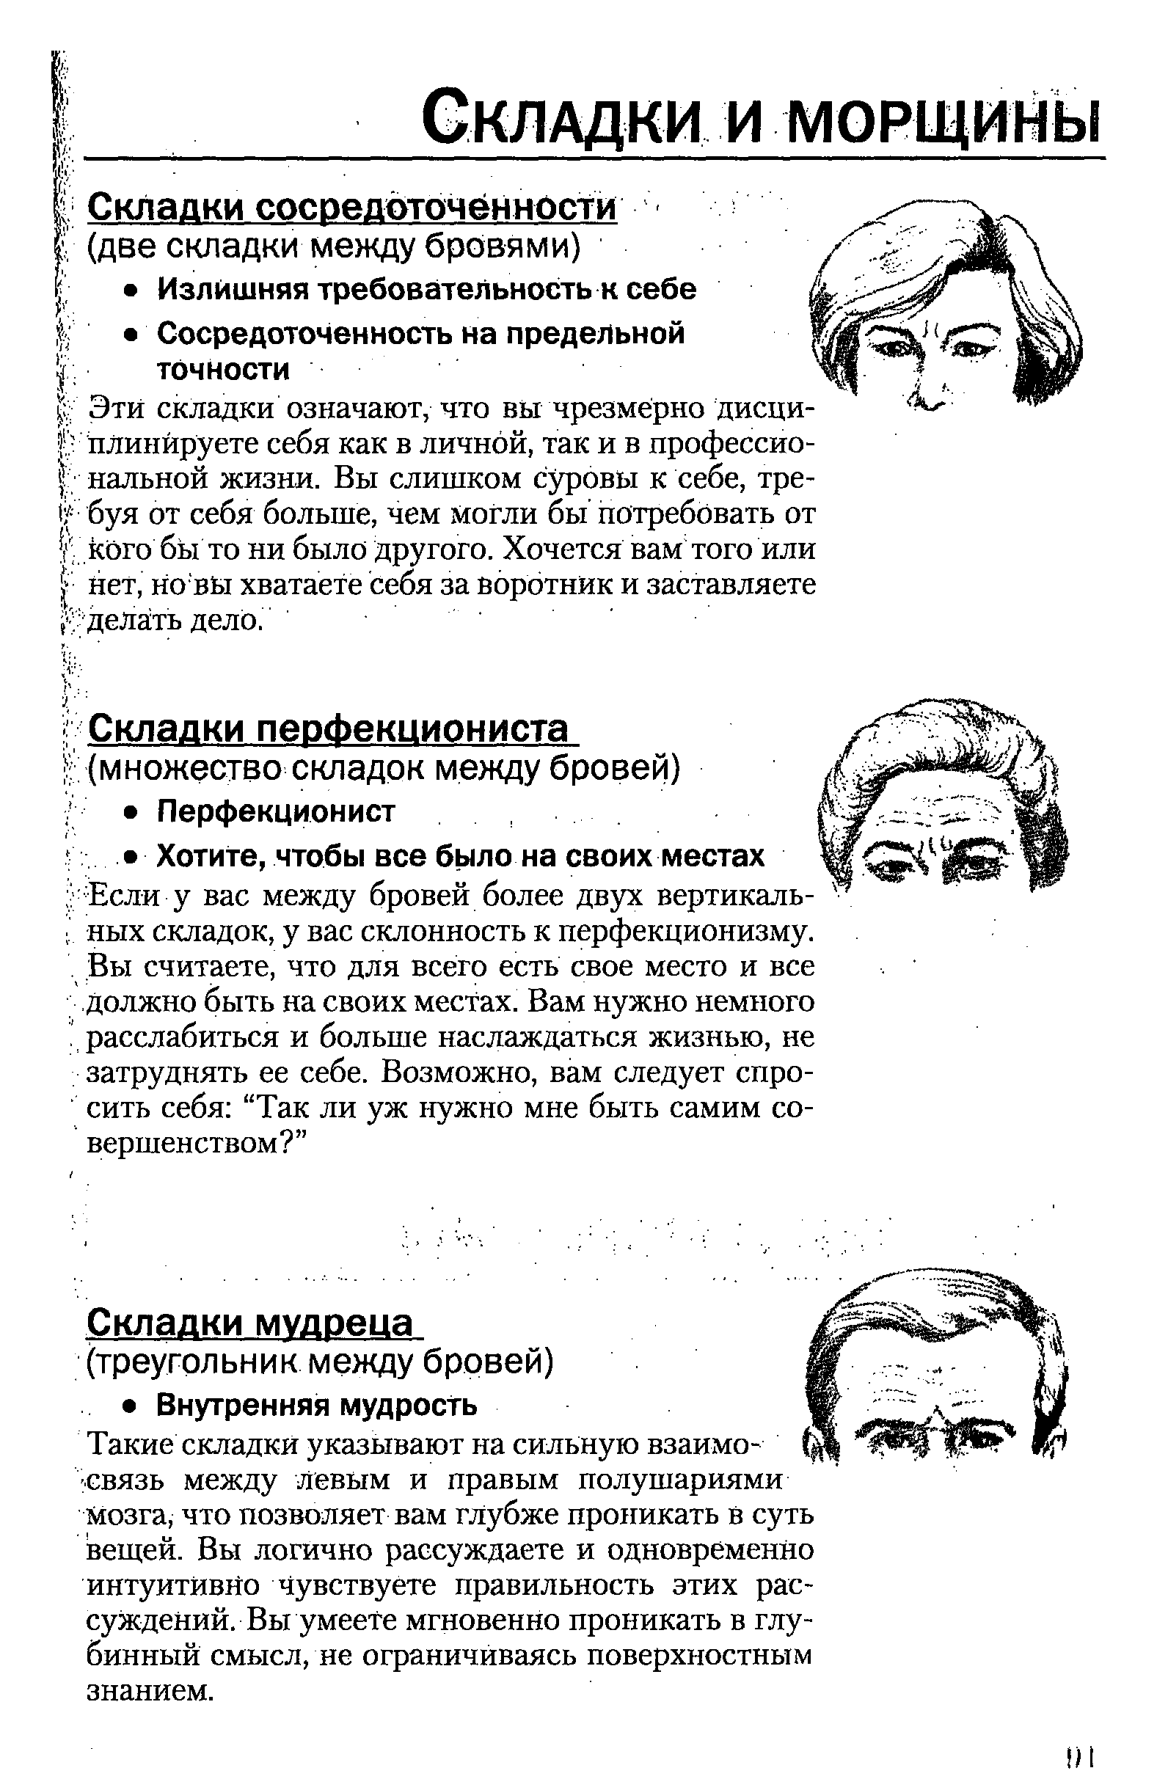 Складки и морщины
Складки сосредоточенности
(две складки между бровями)
• Излишняя требовательность к себе
• Сосредоточенность на предельной
точности
Эти складки означают, что вы чрезмерно дисци-
плинируете себя как в личной, так и в профессио-
нальной жизни. Вы слишком суровы к себе, тре-
буя от себя больше, чем могли бы потребовать от
кого бы то ни было другого. Хочется вам того или
нет, но вы хватаете себя за воротник и заставляете
делать дело.
Складки перфекциониста
(множество складок между бровей)
• Перфекционист
• Хотите, чтобы все было на своих местах
Если у вас между бровей более двух вертикаль-
ных складок, у вас склонность к перфекционизму.
Вы считаете, что для всего есть свое место и все
должно быть на своих местах. Вам нужно немного
расслабиться и больше наслаждаться жизнью, не
затруднять ее себе. Возможно, вам следует спро-
сить себя: “Так ли уж нужно мне быть самим со-
вершенством?”
Складки мудреца
(треугольник между бровей)
• Внутренняя мудрость
Такие складки указывают на сильную взаимо-
связь между левым и правым полушариями
мозга, что позволяет вам глубже проникать в суть
вещей. Вы логично рассуждаете и одновременно
интуитивно чувствуете правильность этих рас-
суждений. Вы умеете мгновенно проникать в глу-
бинный смысл, не ограничиваясь поверхностным
знанием.
91